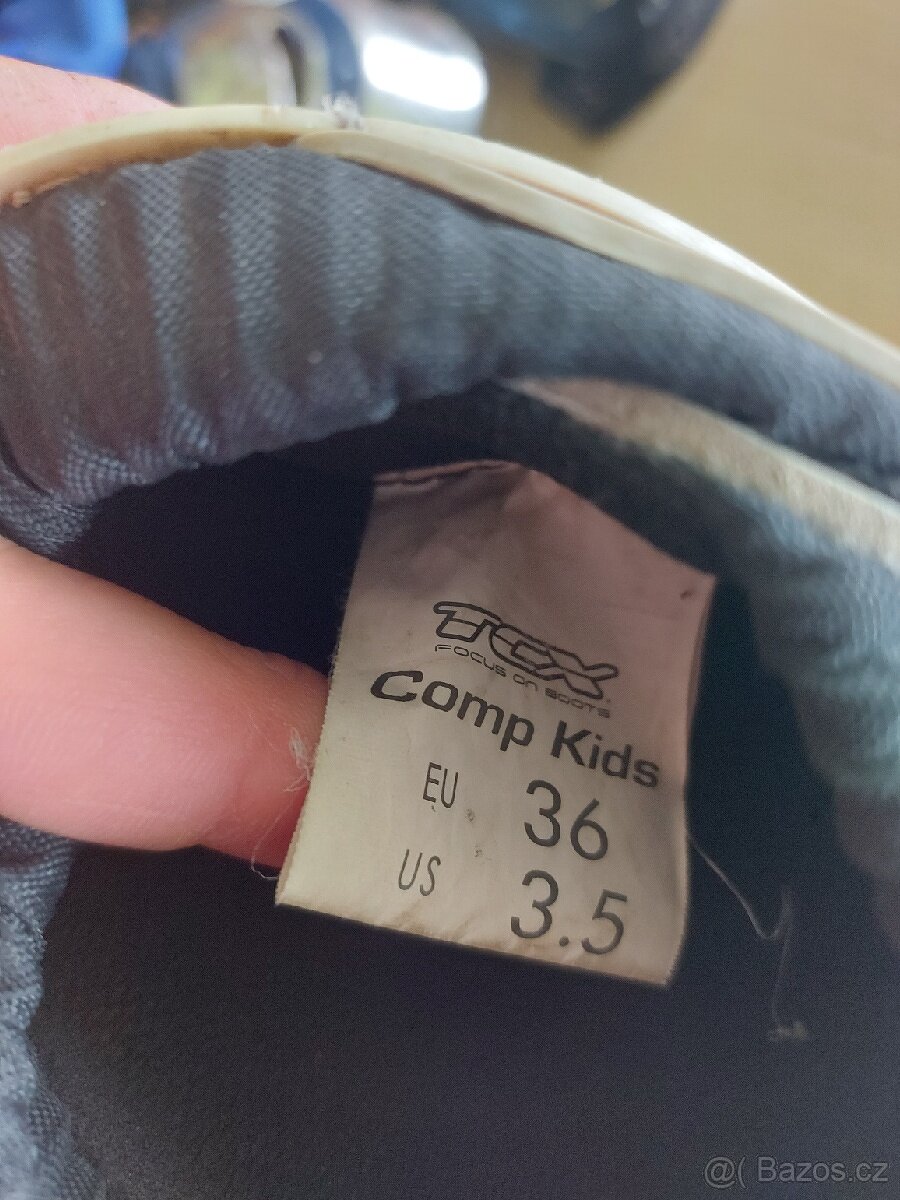 TCX
FOCUS ON BOOTS
Comp Kids
EU 36
US 3.5
@( Bazos.cz